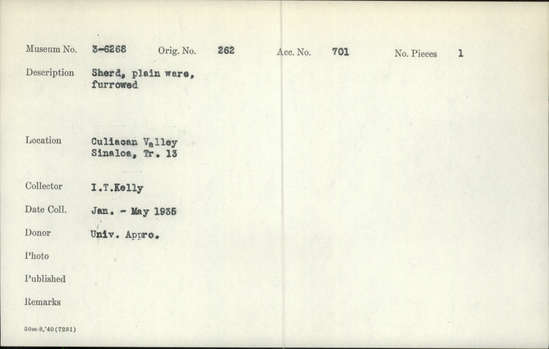 Museum No. 3-6268 Orig. No. 262 Acc. No. 701 No. Pieces 1
Description Sherd, plain ware,
furrowed
Location Culiacan Valley
Sinaloa, Tr. 13
Collector I.T.Kelly
Date Coll. Jan. - May 1935
Donor Univ. Appro.
Photo
Published
Remarks